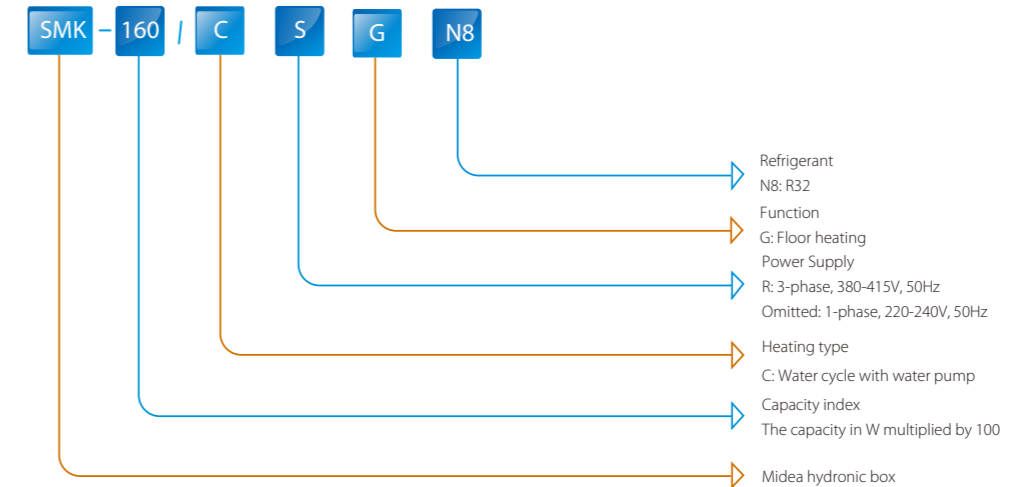 SMK – 160 / C S G N8
Refrigerant
N8: R32
Function
G: Floor heating
Power Supply
R: 3-phase, 380-415V, 50Hz
Omitted: 1-phase, 220-240V, 50Hz
Heating type
C: Water cycle with water pump
Capacity index
The capacity in W multiplied by 100
Midea hydronic box